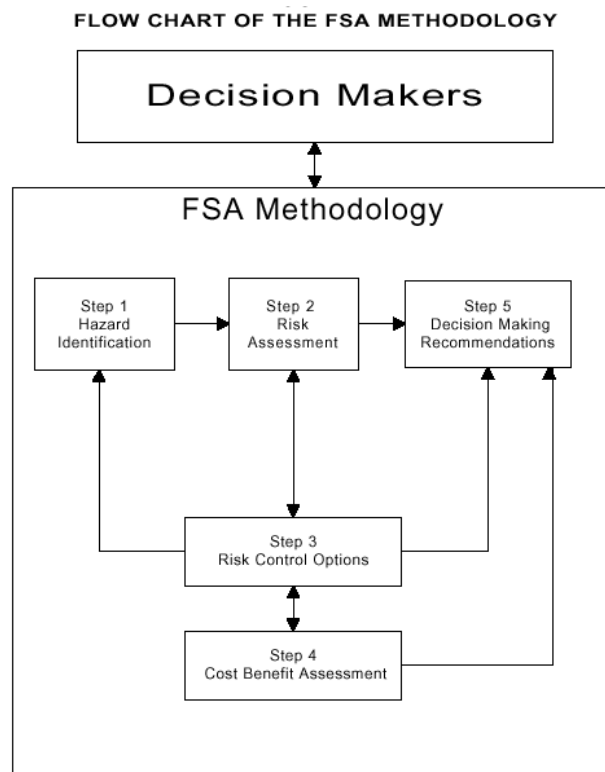 FLOW CHART OF THE FSA METHODOLOGY
Decision Makers
FSA Methodology
Step 1
Hazard
Identification
Step 2
Risk
Assessment
Step 5
Decision Making
Recommendations
Step 3
Risk Control Options
Step 4
Cost Benefit Assessment